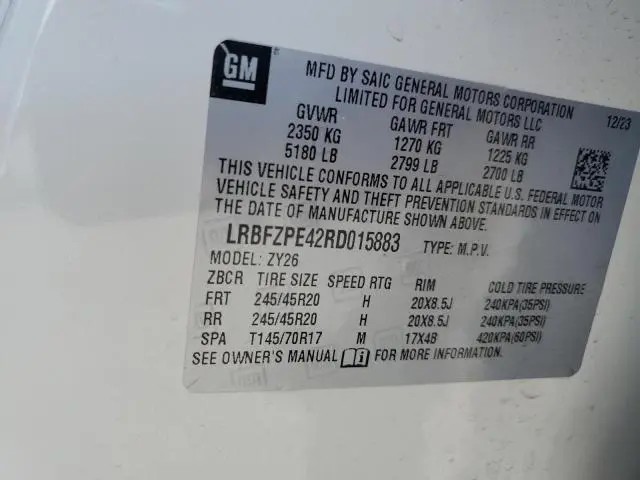 GM
MFD BY SAIC GENERAL MOTORS CORPORATION
LIMITED FOR GENERAL MOTORS LLC
12/23
GVWR GAWR FRT GAWR RR
2350 KG 1270 KG 1225 KG
5180 LB 2799 LB 2700 LB
THIS VEHICLE CONFORMS TO ALL APPLICABLE U.S. FEDERAL MOTOR
VEHICLE SAFETY AND THEFT PREVENTION STANDARDS IN EFFECT ON
THE DATE OF MANUFACTURE SHOWN ABOVE.
LRBFZPE42RD015883 TYPE: M.P.V.
MODEL: ZY26
ZBCR TIRE SIZE SPEED RTG RIM COLD TIRE PRESSURE
FRT 245/45R20 H 20X8.5J 240KPA(35PSI)
RR 245/45R20 H 20X8.5J 240KPA(35PSI)
SPA T145/70R17 M 17X4B 420KPA(60PSI)
SEE OWNER'S MANUAL FOR MORE INFORMATION.